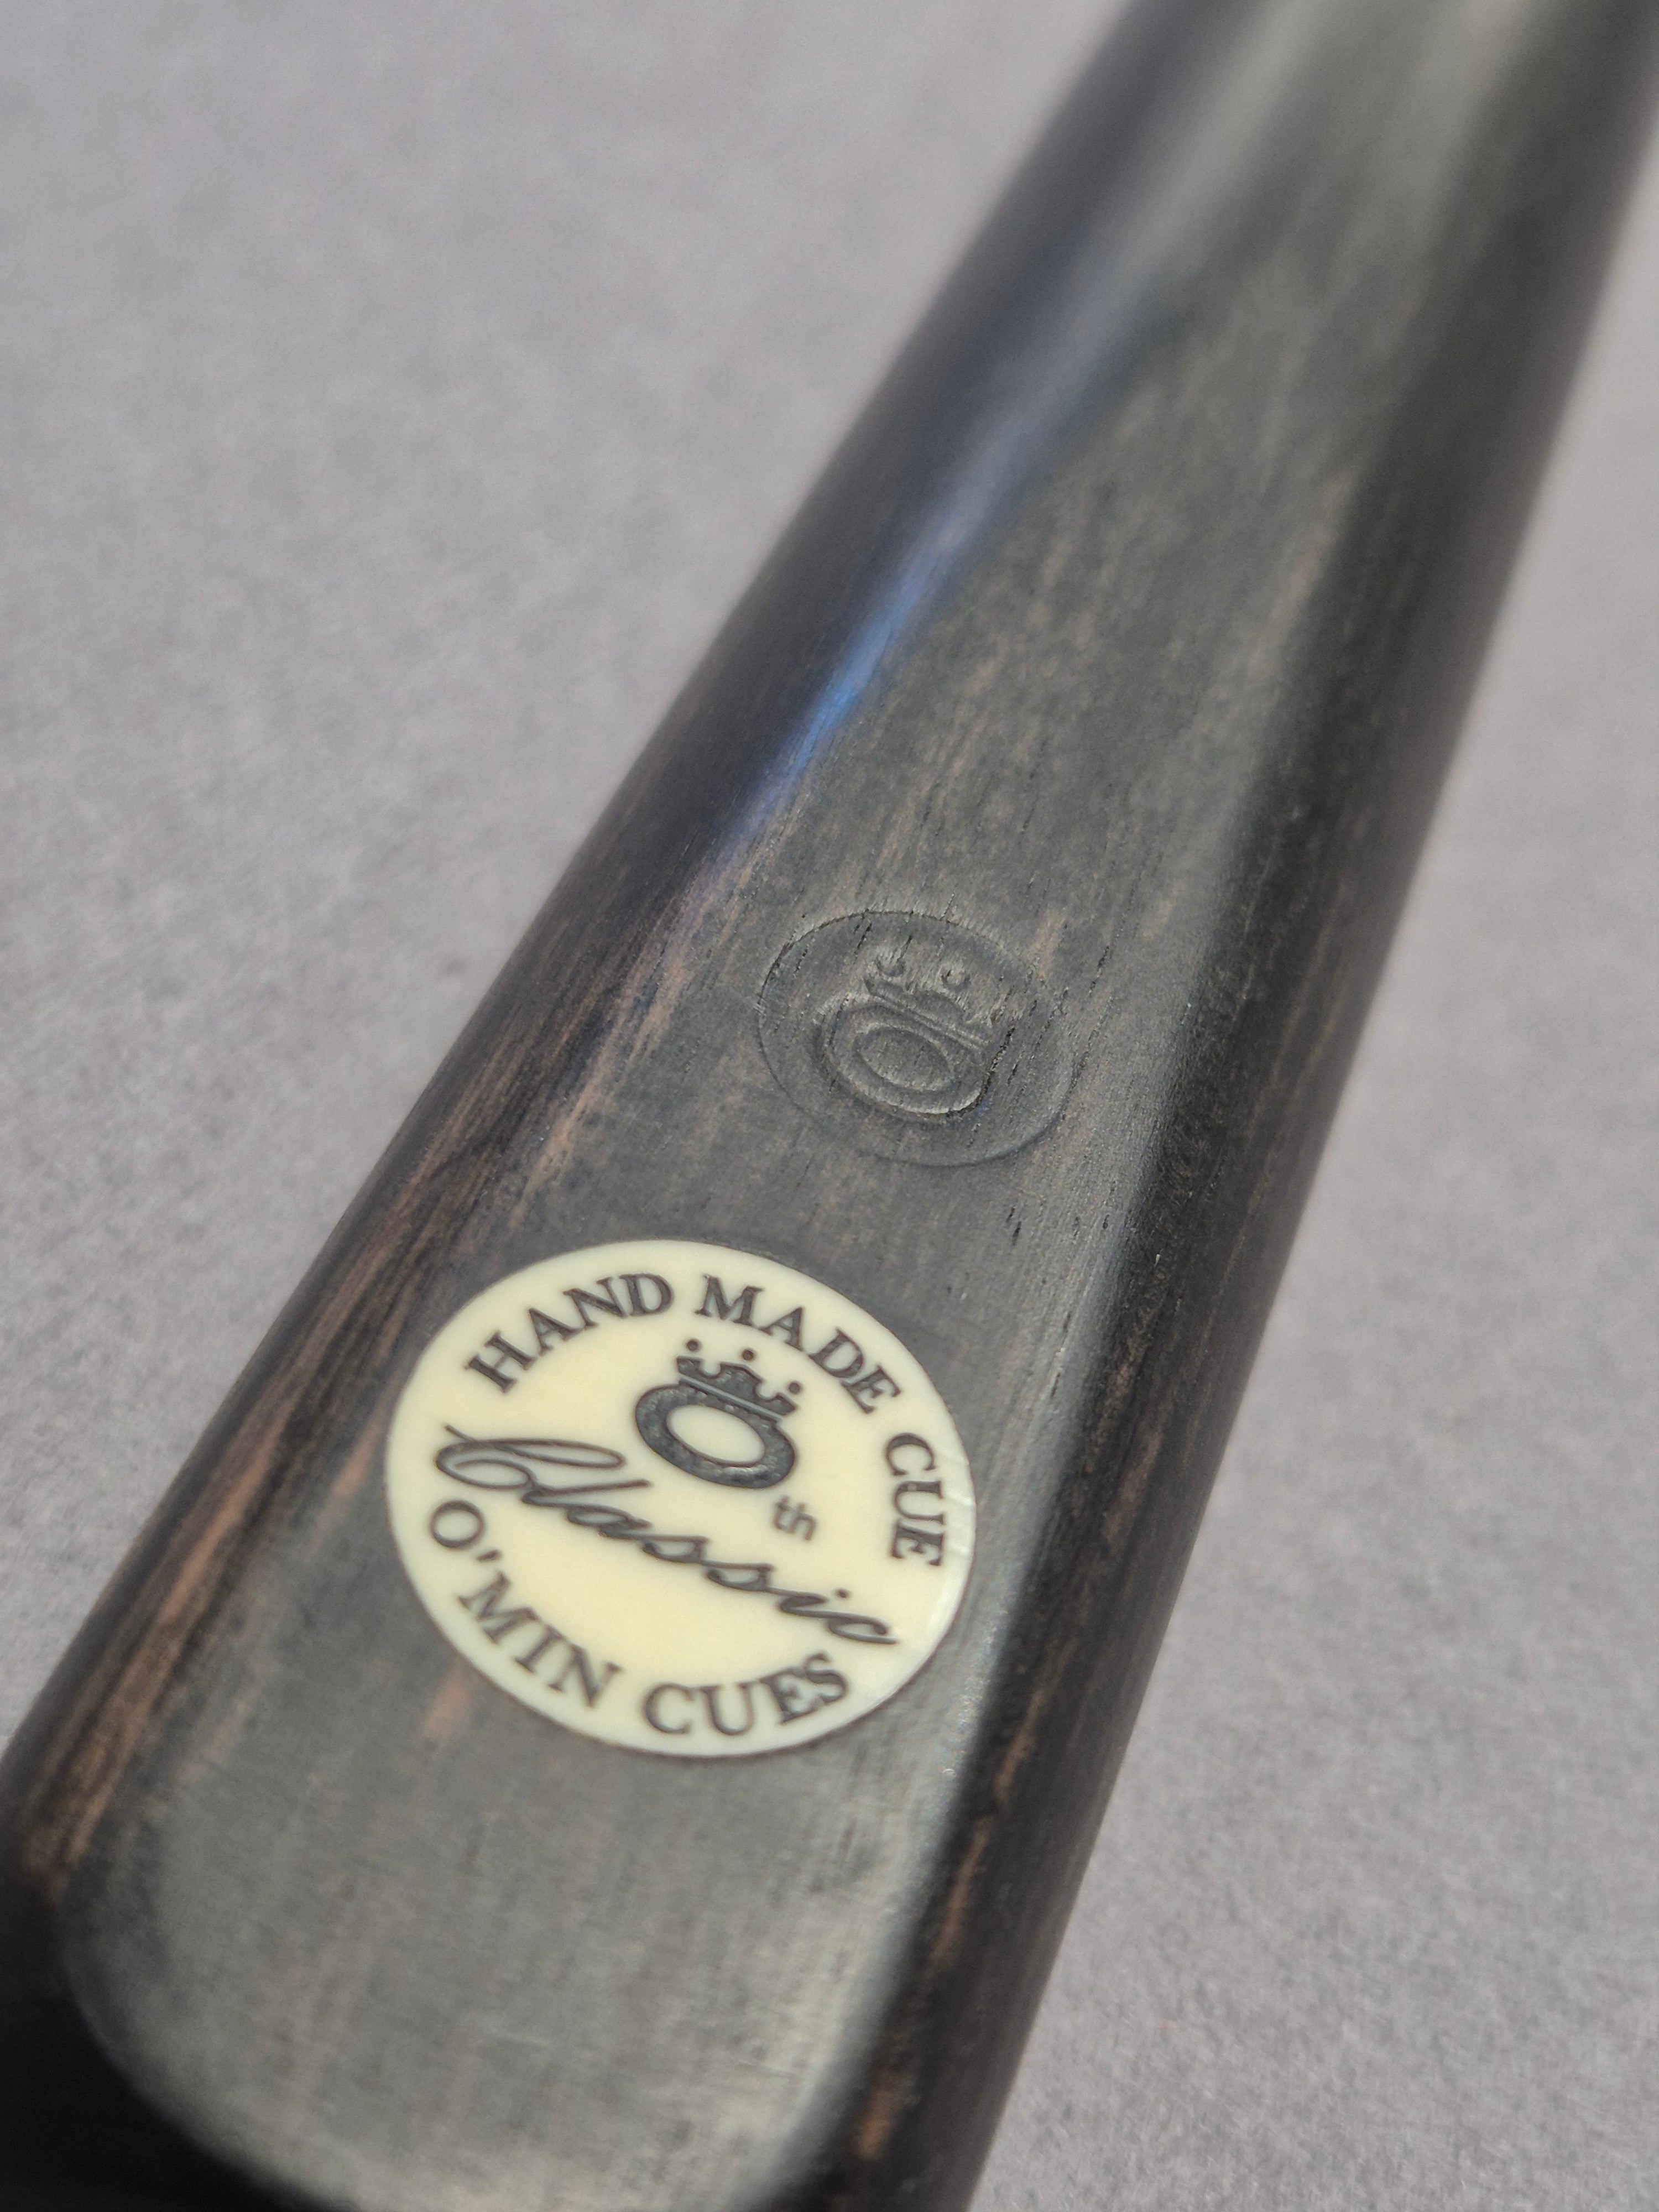 HAND MADE CUE
th
Classic
O'MIN CUES